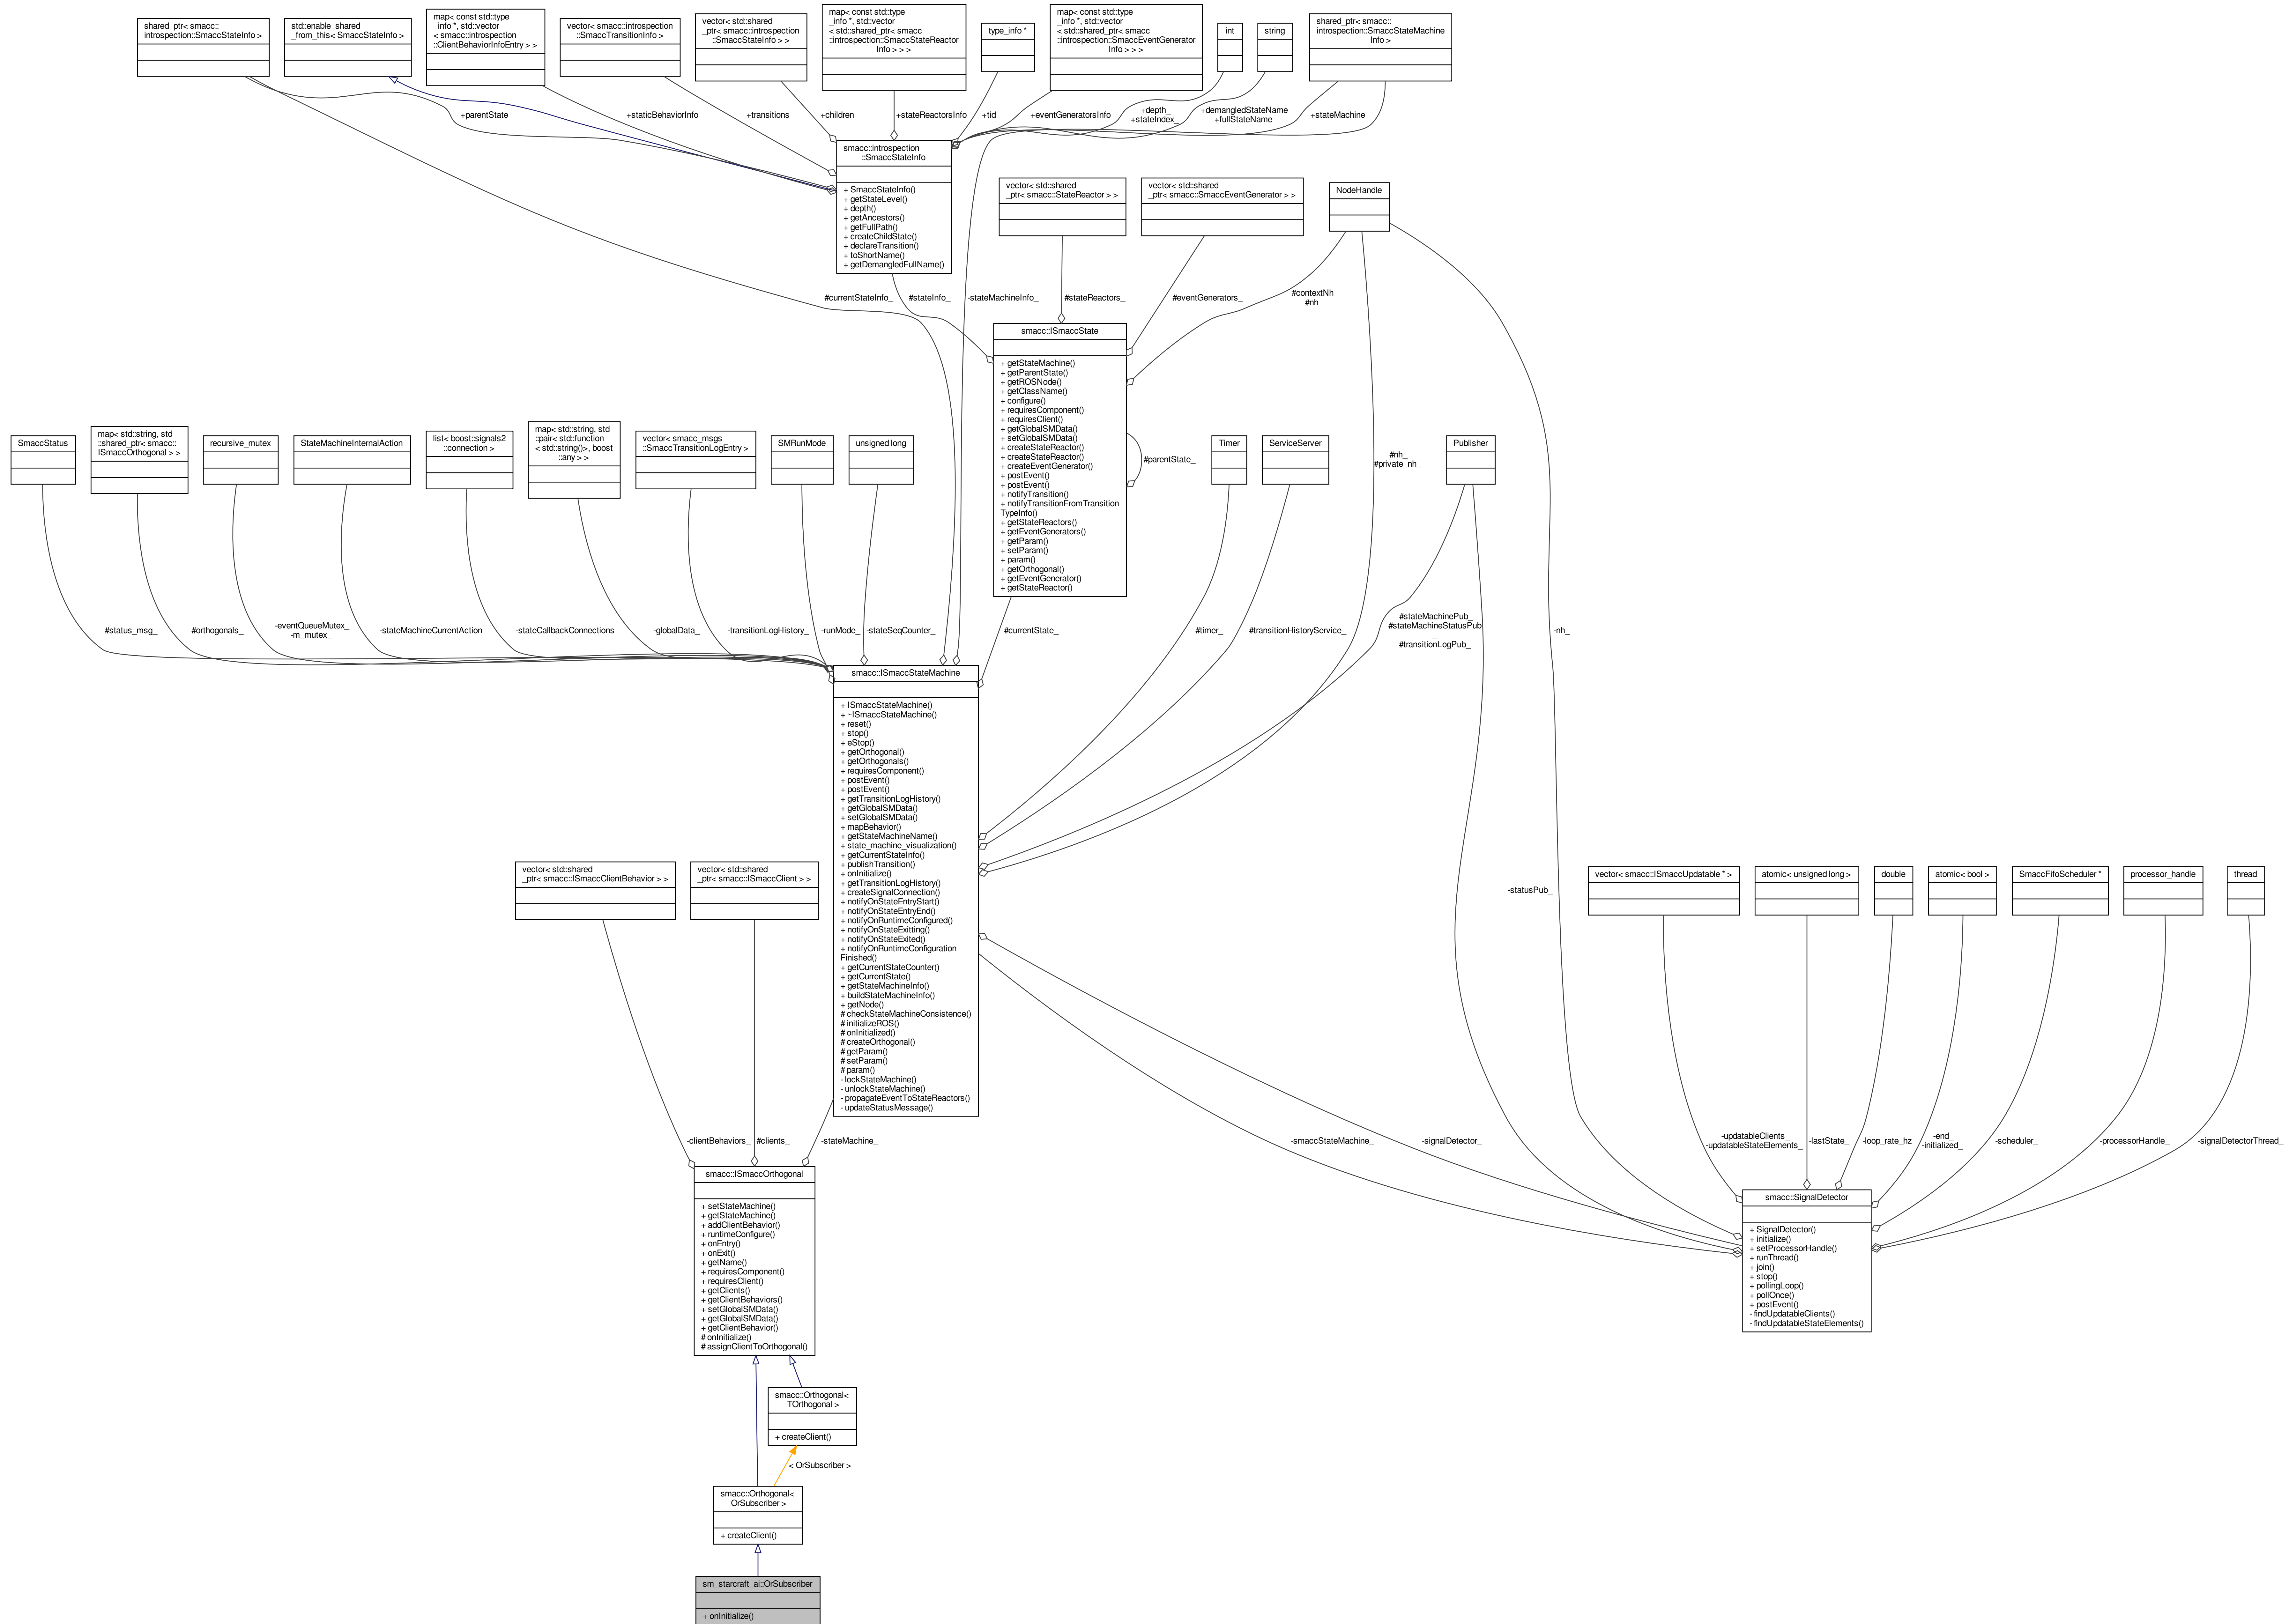 shared_ptr< smacc::
introspection::SmaccStateInfo >
std::enable_shared
_from_this< SmaccStateInfo >
map< const std::type
_info *, std::vector
< smacc::introspection
::ClientBehaviorInfoEntry > >
vector< smacc::introspection
::SmaccTransitionInfo >
vector< std::shared
_ptr< smacc::introspection
::SmaccStateInfo > >
map< const std::type
_info *, std::vector
< std::shared_ptr< smacc
::introspection::SmaccStateReactor
Info > > >
type_info *
map< const std::type
_info *, std::vector
< std::shared_ptr< smacc
::introspection::SmaccEventGenerator
Info > > >
int
string
shared_ptr< smacc::
introspection::SmaccStateMachine
Info >
+parentState_
+staticBehaviorInfo
+transitions_
+children_
+stateReactorsInfo
+tid_
+eventGeneratorsInfo
+depth_
+stateIndex_
+demangledStateName
+fullStateName
+stateMachine_
smacc::introspection
::SmaccStateInfo
+ SmaccStateInfo()
+ getStateLevel()
+ depth()
+ getAncestors()
+ getFullPath()
+ createChildState()
+ declareTransition()
+ toShortName()
+ getDemangledFullName()
vector< std::shared
_ptr< smacc::StateReactor > >
vector< std::shared
_ptr< smacc::SmaccEventGenerator > >
NodeHandle
#currentStateInfo_
#stateInfo_
-stateMachineInfo_
#stateReactors_
#eventGenerators_
#contextNh
#nh
smacc::ISmaccState
+ getStateMachine()
+ getParentState()
+ getROSNode()
+ getClassName()
+ configure()
+ requiresComponent()
+ requiresClient()
+ getGlobalSMData()
+ setGlobalSMData()
+ createStateReactor()
+ createStateReactor()
+ createEventGenerator()
+ postEvent()
+ postEvent()
+ notifyTransition()
+ notifyTransitionFromTransition
TypeInfo()
+ getStateReactors()
+ getEventGenerators()
+ getParam()
+ setParam()
+ param()
+ getOrthogonal()
+ getEventGenerator()
+ getStateReactor()
#parentState_
SmaccStatus
map< std::string, std
::shared_ptr< smacc::
ISmaccOrthogonal > >
recursive_mutex
StateMachineInternalAction
list< boost::signals2
::connection >
map< std::string, std
::pair< std::function
< std::string()>, boost
::any > >
vector< smacc_msgs
::SmaccTransitionLogEntry >
SMRunMode
unsigned long
Timer
ServiceServer
Publisher
#nh_
#private_nh_
#status_msg_
#orthogonals_
-eventQueueMutex_
-m_mutex_
-stateMachineCurrentAction
-stateCallbackConnections
-globalData_
-transitionLogHistory_
-runMode_
-stateSeqCounter_
#currentState_
#timer_
#transitionHistoryService_
#stateMachinePub_
#stateMachineStatusPub
_
#transitionLogPub_
-nh_
smacc::ISmaccStateMachine
+ ISmaccStateMachine()
+ ~ISmaccStateMachine()
+ reset()
+ stop()
+ eStop()
+ getOrthogonal()
+ getOrthogonals()
+ requiresComponent()
+ postEvent()
+ postEvent()
+ getTransitionLogHistory()
+ getGlobalSMData()
+ setGlobalSMData()
+ mapBehavior()
+ getStateMachineName()
+ state_machine_visualization()
+ getCurrentStateInfo()
+ publishTransition()
+ onInitialize()
+ getTransitionLogHistory()
+ createSignalConnection()
+ notifyOnStateEntryStart()
+ notifyOnStateEntryEnd()
+ notifyOnRuntimeConfigured()
+ notifyOnStateExitting()
+ notifyOnStateExited()
+ notifyOnRuntimeConfiguration
Finished()
+ getCurrentStateCounter()
+ getCurrentState()
+ getStateMachineInfo()
+ buildStateMachineInfo()
+ getNode()
# checkStateMachineConsistence()
# initializeROS()
# onInitialized()
# createOrthogonal()
# getParam()
# setParam()
# param()
- lockStateMachine()
- unlockStateMachine()
- propagateEventToStateReactors()
- updateStatusMessage()
vector< std::shared
_ptr< smacc::ISmaccClientBehavior > >
vector< std::shared
_ptr< smacc::ISmaccClient > >
-statusPub_
vector< smacc::ISmaccUpdatable * >
atomic< unsigned long >
double
atomic< bool >
SmaccFifoScheduler *
processor_handle
thread
-clientBehaviors_
#clients_
-stateMachine_
-smaccStateMachine_
-signalDetector_
-updatableClients_
-updatableStateElements_
-lastState_
-loop_rate_hz
-end_
-initialized_
-scheduler_
-processorHandle_
-signalDetectorThread_
smacc::ISmaccOrthogonal
+ setStateMachine()
+ getStateMachine()
+ addClientBehavior()
+ runtimeConfigure()
+ onEntry()
+ onExit()
+ getName()
+ requiresComponent()
+ requiresClient()
+ getClients()
+ getClientBehaviors()
+ setGlobalSMData()
+ getGlobalSMData()
+ getClientBehavior()
# onInitialize()
# assignClientToOrthogonal()
smacc::SignalDetector
+ SignalDetector()
+ initialize()
+ setProcessorHandle()
+ runThread()
+ join()
+ stop()
+ pollingLoop()
+ pollOnce()
+ postEvent()
- findUpdatableClients()
- findUpdatableStateElements()
smacc::Orthogonal<
TOrthogonal >
+ createClient()
< OrSubscriber >
smacc::Orthogonal<
OrSubscriber >
+ createClient()
sm_starcraft_ai::OrSubscriber
+ onInitialize()